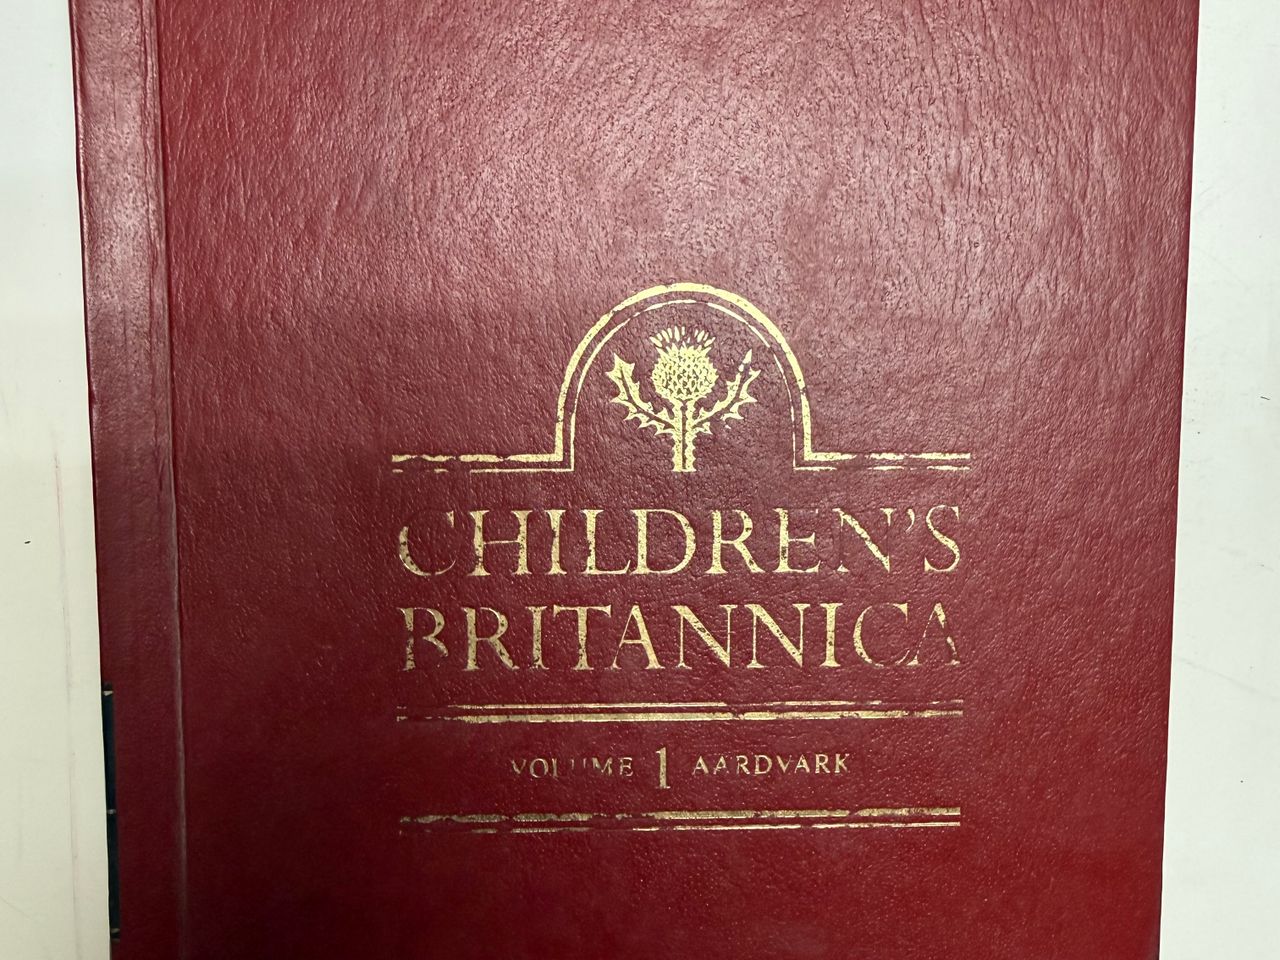 CHILDREN'S
BRITANNICA
VOLUME 1 AARDVARK